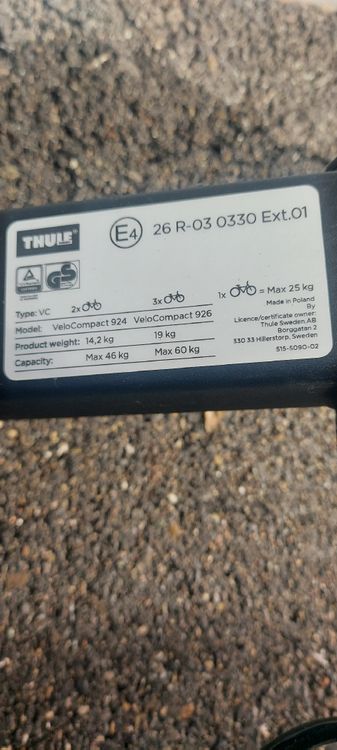 THULE
E4 26 R-03 0330 Ext.01
GS
2x 3x 1x = Max 25 kg
Type: VC
Model: VeloCompact 924 VeloCompact 926
Product weight: 14,2 kg 19 kg
Capacity: Max 46 kg Max 60 kg
Made in Poland
By
Licence/certificate owner:
Thule Sweden AB
Borggatan 2
330 33 Hillerstorp, Sweden
515-5090-02